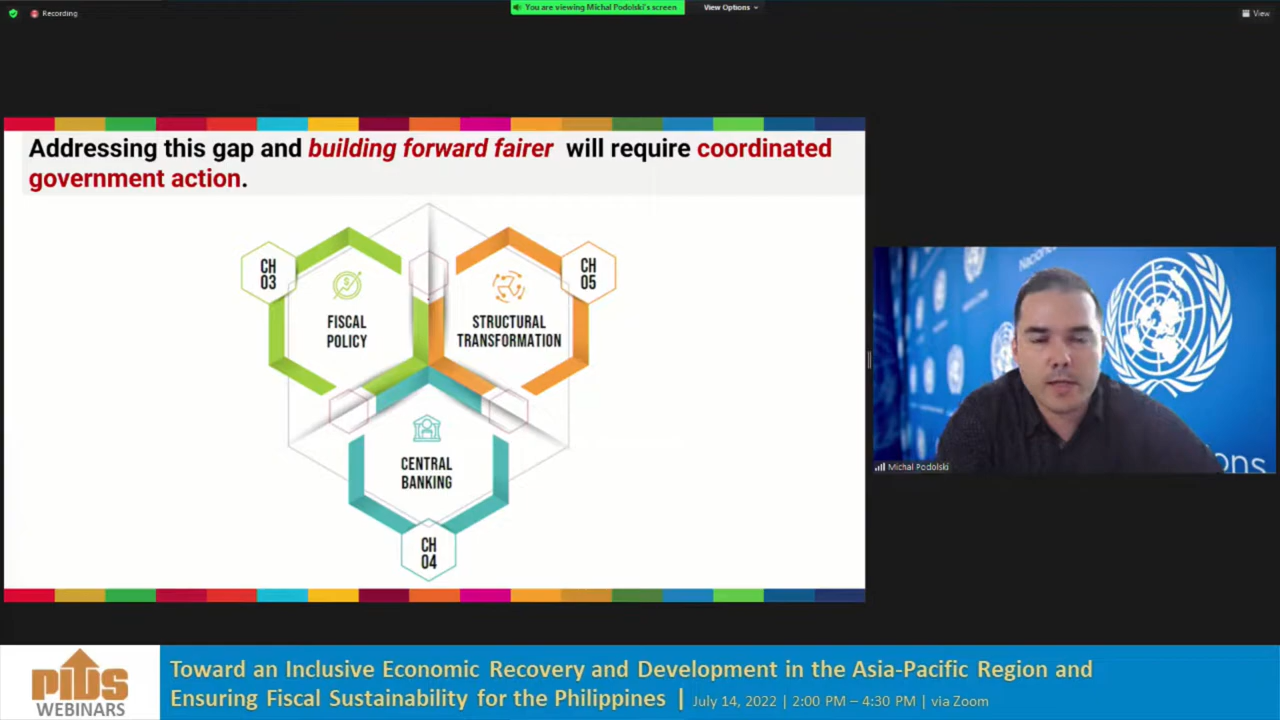 Recording
You are viewing Michal Podolski's screen
View Options
View
Addressing this gap and building forward fairer will require coordinated
government action.
CH
03
FISCAL
POLICY
CH
05
STRUCTURAL
TRANSFORMATION
CENTRAL
BANKING
CH
04
Naciones
ons
Michal Podolski
PIDS
WEBINARS
Toward an Inclusive Economic Recovery and Development in the Asia-Pacific Region and
Ensuring Fiscal Sustainability for the Philippines | July 14, 2022 | 2:00 PM – 4:30 PM | via Zoom